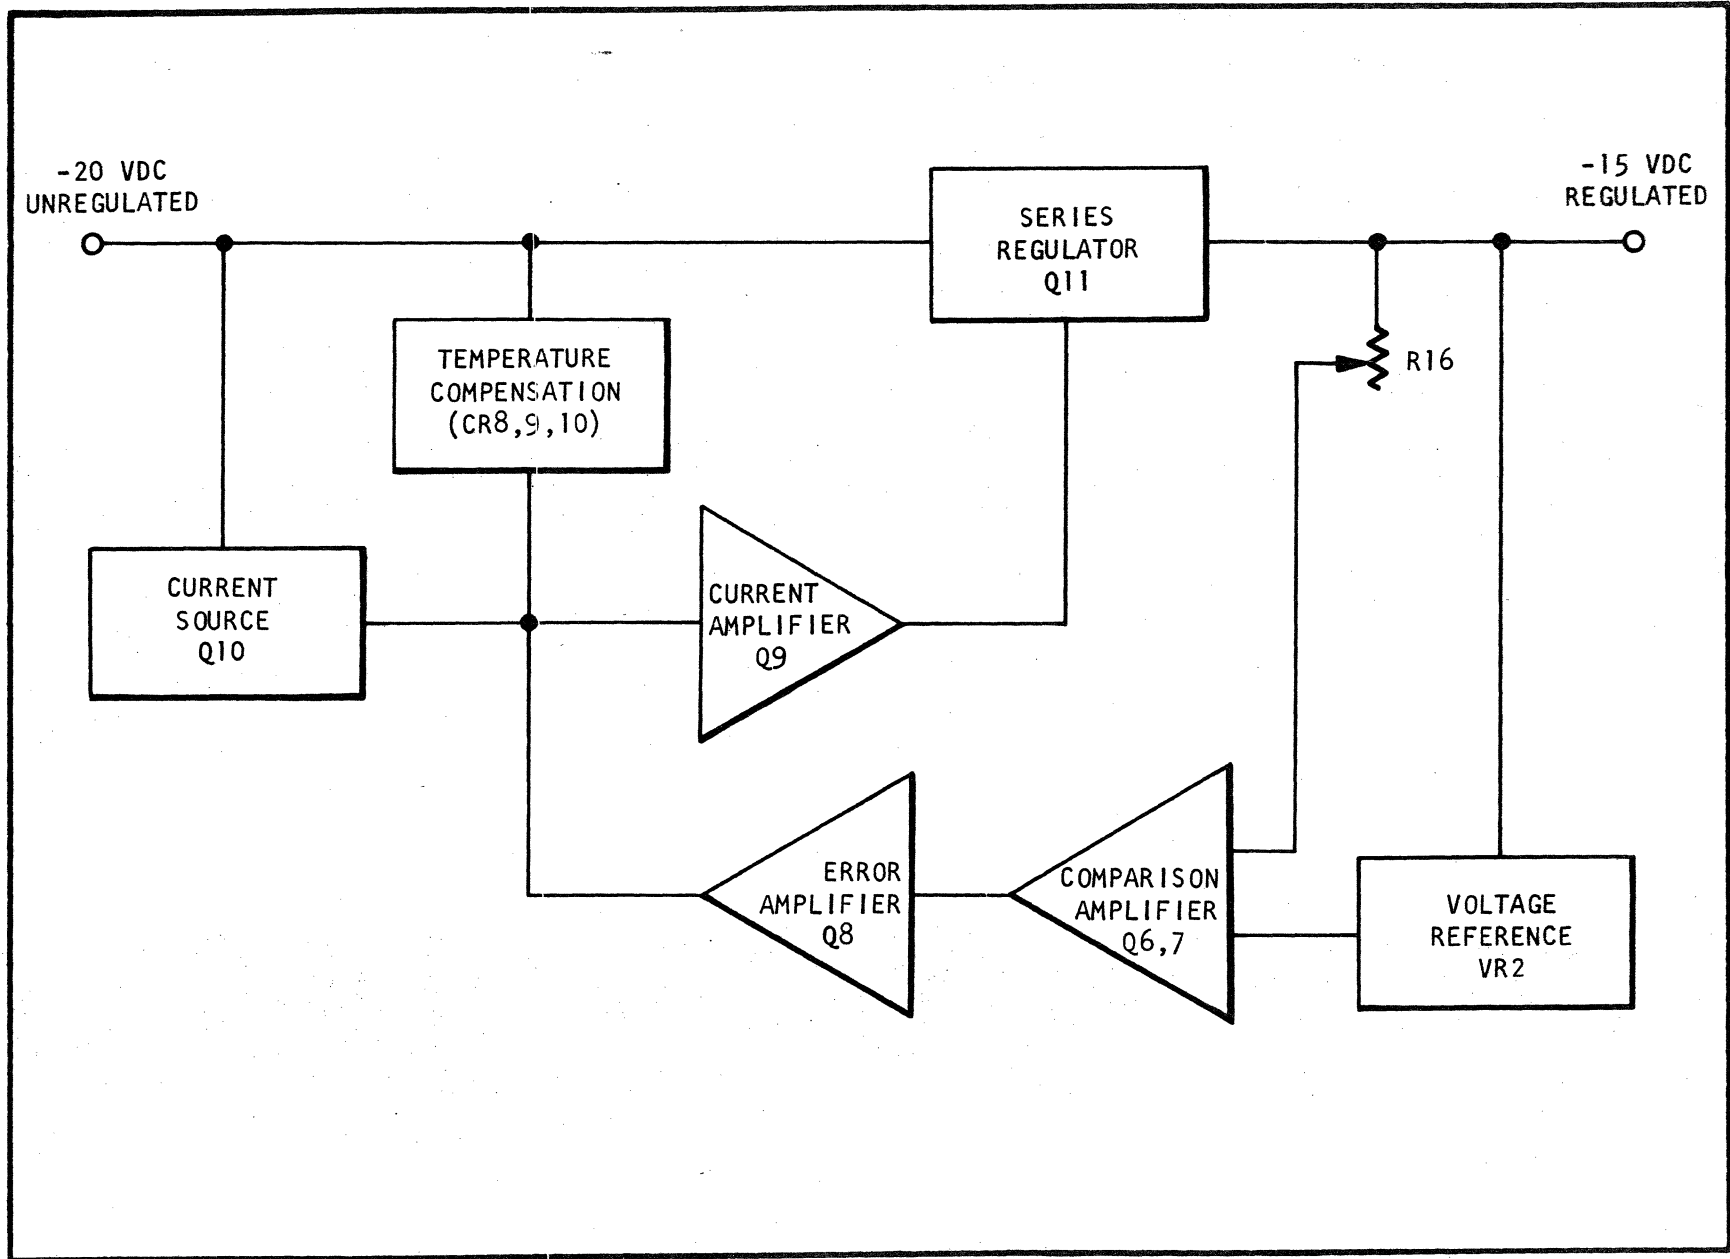 -20 VDC
UNREGULATED
-15 VDC
REGULATED
SERIES
REGULATOR
Q11
TEMPERATURE
COMPENSATION
(CR8,9,10)
R16
CURRENT
SOURCE
Q10
CURRENT
AMPLIFIER
Q9
ERROR
AMPLIFIER
Q8
COMPARISON
AMPLIFIER
Q6,7
VOLTAGE
REFERENCE
VR2